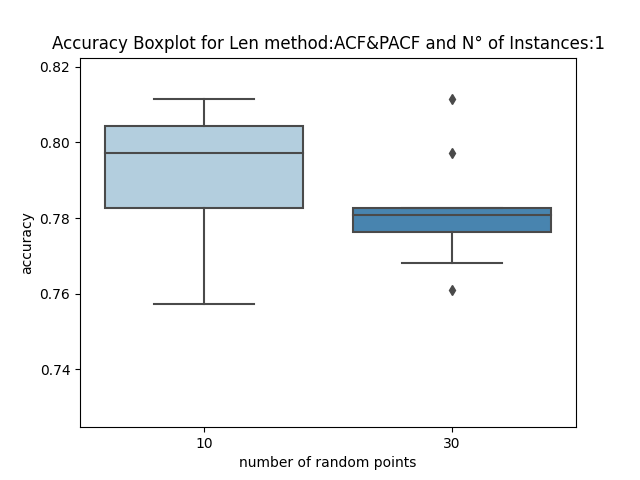 Accuracy Boxplot for Len method:ACF&PACF and N° of Instances:1
0.82
0.80
0.78
0.76
0.74
accuracy
10 30
number of random points